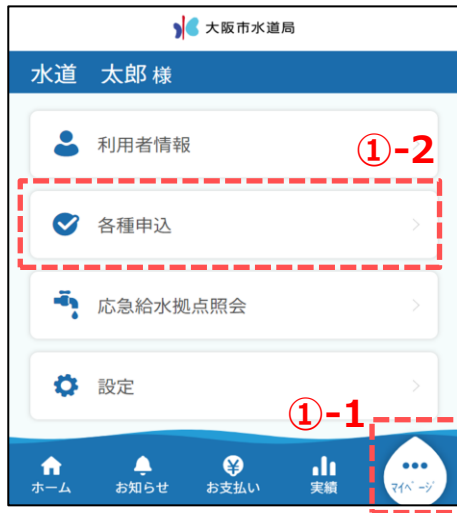 大阪市水道局
水道　太郎 様
利用者情報
①-2
各種申込
応急給水拠点照会
設定
①-1
ホーム
お知らせ
お支払い
実績
マイページ